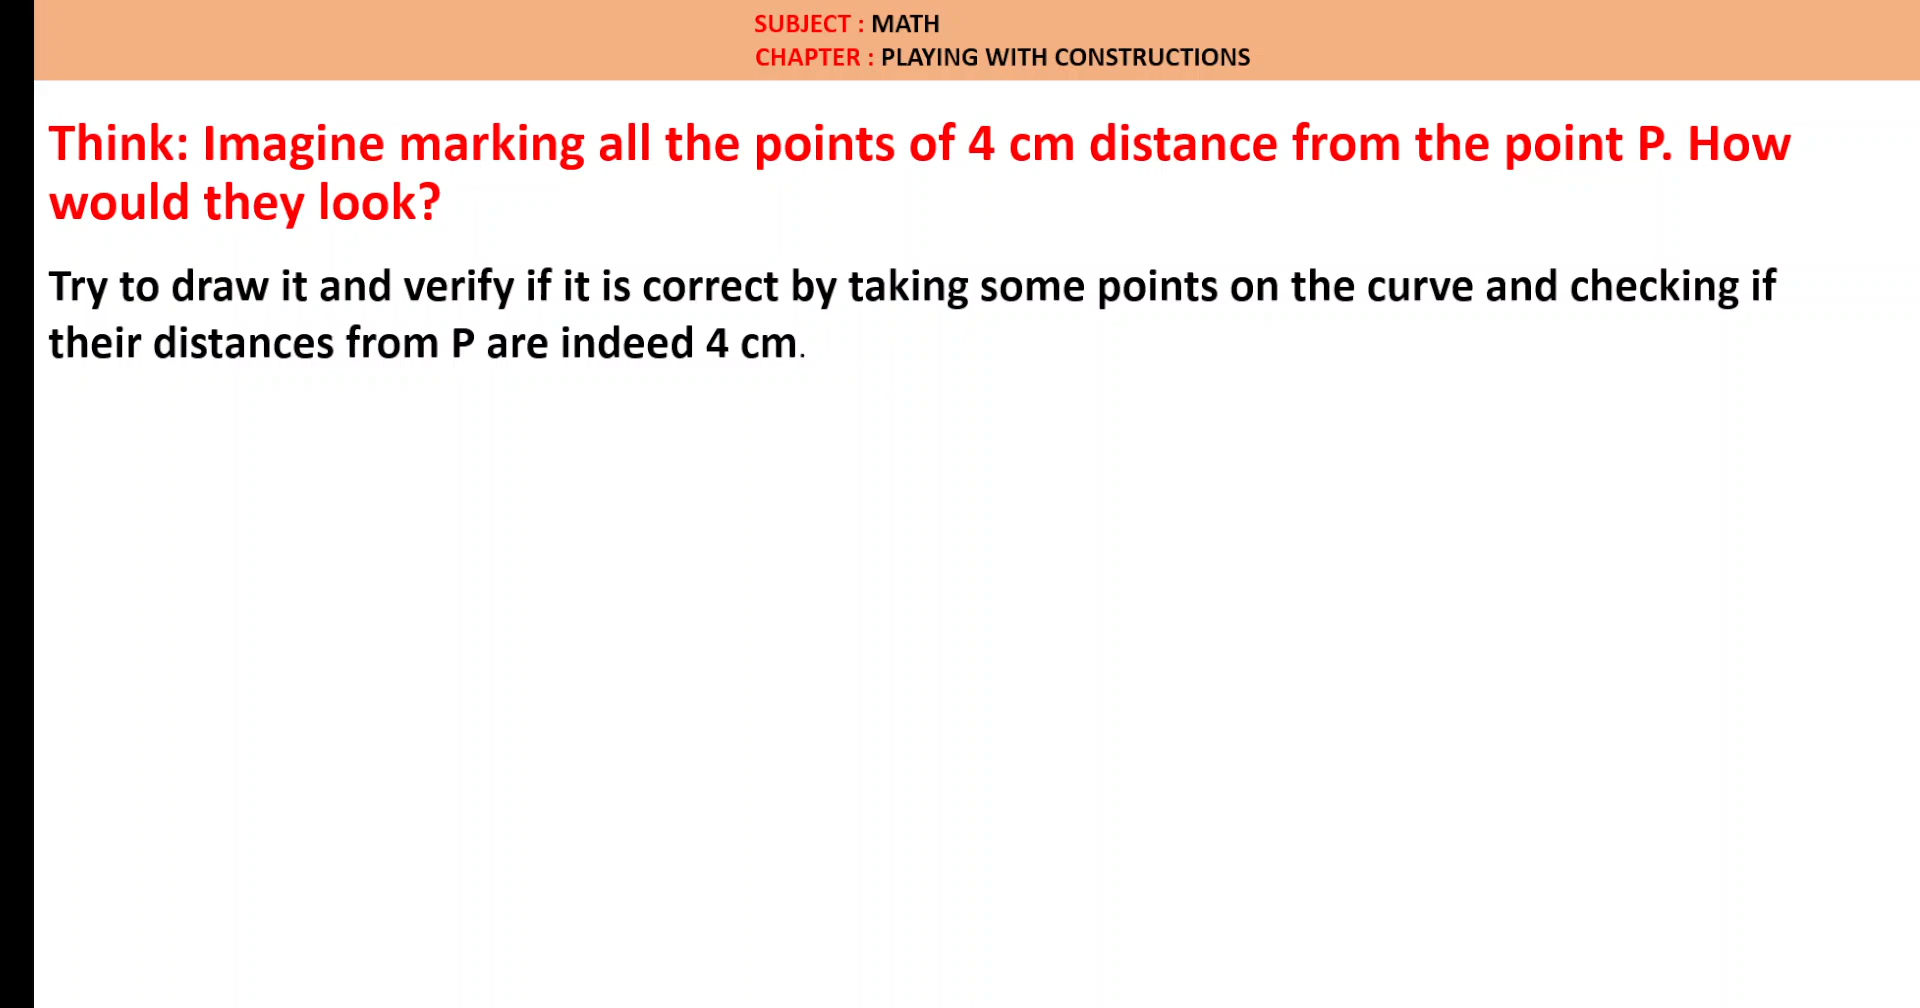 SUBJECT : MATH
CHAPTER : PLAYING WITH CONSTRUCTIONS
Think: Imagine marking all the points of 4 cm distance from the point P. How
would they look?
Try to draw it and verify if it is correct by taking some points on the curve and checking if
their distances from P are indeed 4 cm.